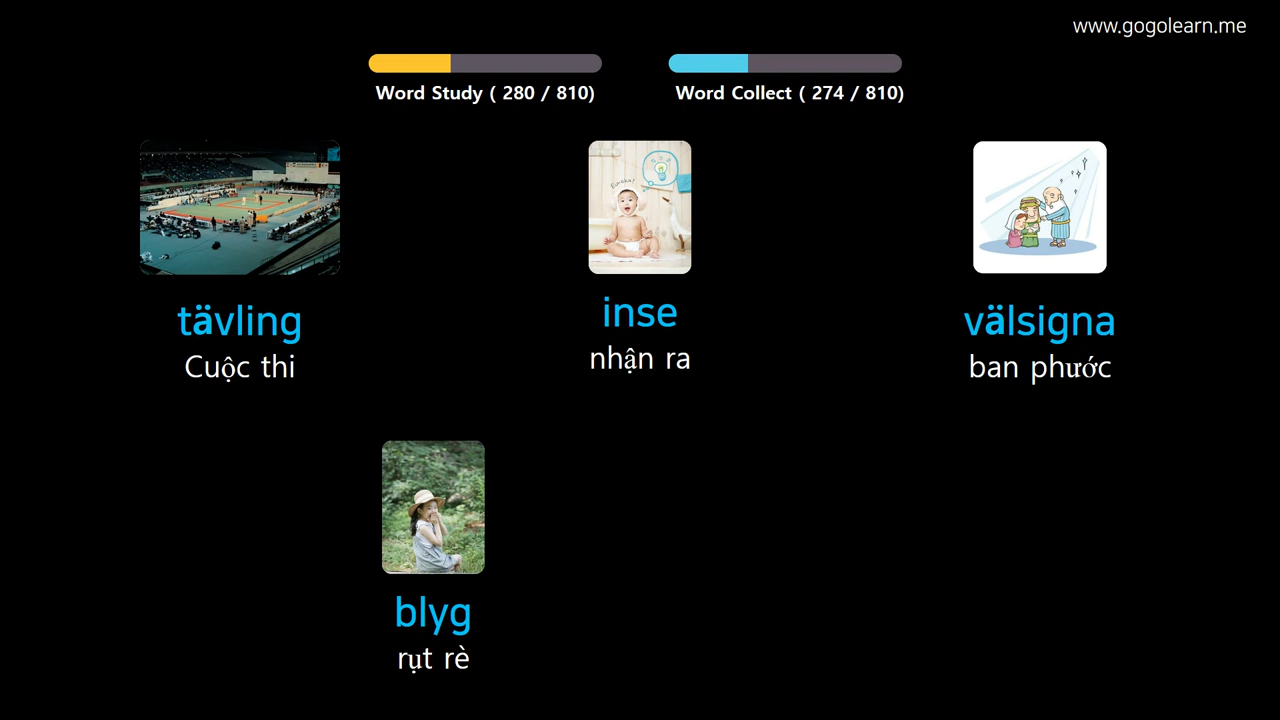 www.gogolearn.me
Word Study ( 280 / 810)
Word Collect ( 274 / 810)
Eureka!
tävling
Cuộc thi
inse
nhận ra
välsigna
ban phước
blyg
rụt rè